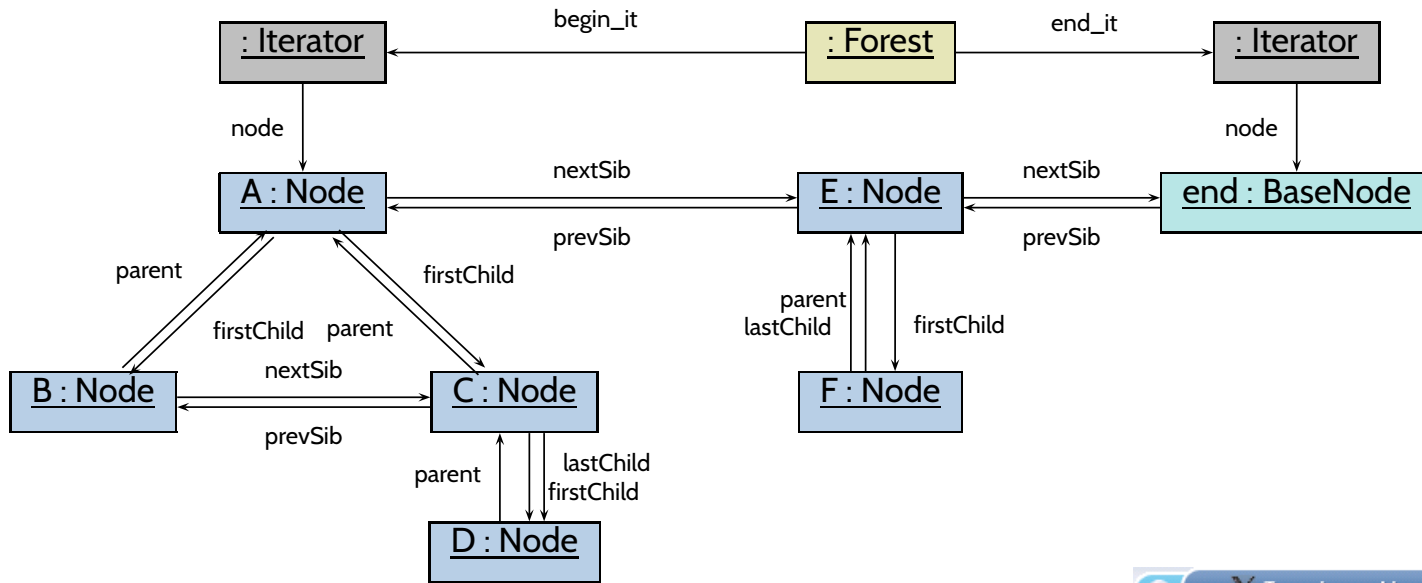 begin_it
end_it
: Iterator
: Forest
: Iterator
node
node
A : Node
nextSib
E : Node
nextSib
end : BaseNode
prevSib
prevSib
parent
firstChild
firstChild
parent
parent
lastChild
firstChild
B : Node
nextSib
C : Node
F : Node
prevSib
parent
lastChild
firstChild
D : Node